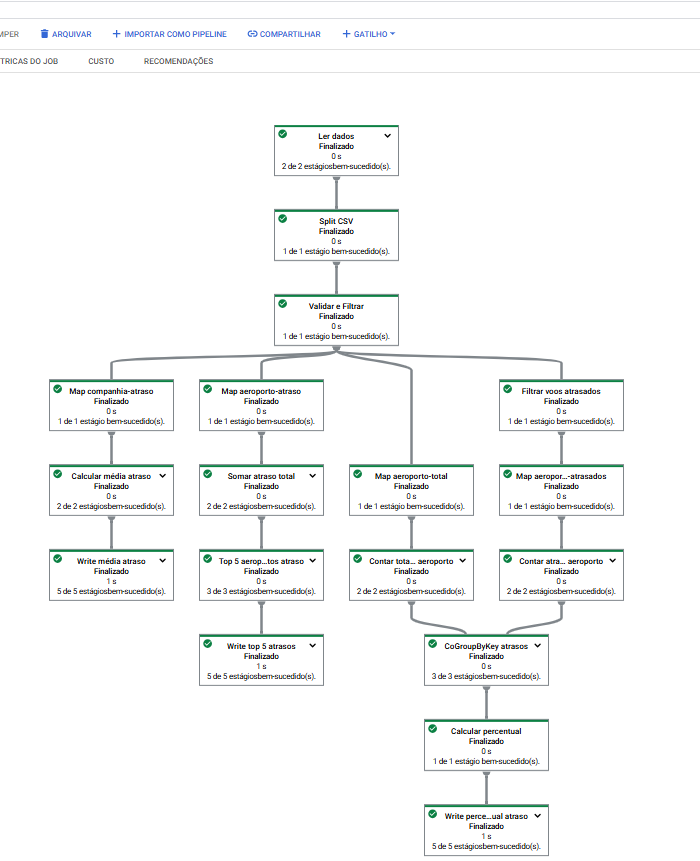 MPER ARQUIVAR IMPORTAR COMO PIPELINE COMPARTILHAR GATILHO
TRICAS DO JOB CUSTO RECOMENDAÇÕES
Ler dados
Finalizado
0 s
2 de 2 estágiosbem-sucedido(s).
Split CSV
Finalizado
0 s
1 de 1 estágio bem-sucedido(s).
Validar e Filtrar
Finalizado
0 s
1 de 1 estágio bem-sucedido(s).
Map companhia-atraso
Finalizado
0 s
1 de 1 estágio bem-sucedido(s).
Map aeroporto-atraso
Finalizado
0 s
1 de 1 estágio bem-sucedido(s).
Filtrar voos atrasados
Finalizado
0 s
1 de 1 estágio bem-sucedido(s).
Calcular média atraso
Finalizado
0 s
2 de 2 estágiosbem-sucedido(s).
Somar atraso total
Finalizado
0 s
2 de 2 estágiosbem-sucedido(s).
Map aeroporto-total
Finalizado
0 s
1 de 1 estágio bem-sucedido(s).
Map aeropor...-atrasados
Finalizado
0 s
1 de 1 estágio bem-sucedido(s).
Write média atraso
Finalizado
1 s
5 de 5 estágiosbem-sucedido(s).
Top 5 aerop...tos atraso
Finalizado
0 s
3 de 3 estágiosbem-sucedido(s).
Contar tota... aeroporto
Finalizado
0 s
2 de 2 estágiosbem-sucedido(s).
Contar atra... aeroporto
Finalizado
0 s
2 de 2 estágiosbem-sucedido(s).
Write top 5 atrasos
Finalizado
1 s
5 de 5 estágiosbem-sucedido(s).
CoGroupByKey atrasos
Finalizado
0 s
3 de 3 estágiosbem-sucedido(s).
Calcular percentual
Finalizado
0 s
1 de 1 estágio bem-sucedido(s).
Write perce...ual atraso
Finalizado
1 s
5 de 5 estágiosbem-sucedido(s).